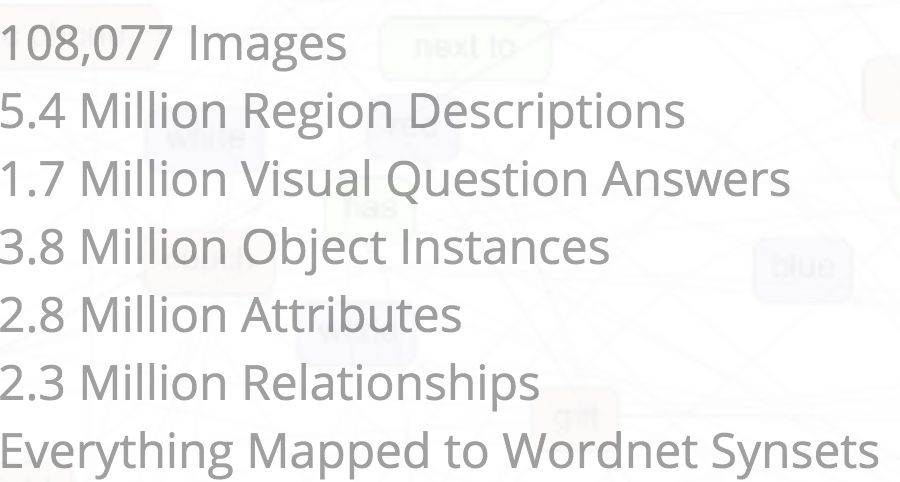 108,077 Images
next to
5.4 Million Region Descriptions
white
1.7 Million Visual Question Answers
has
3.8 Million Object Instances
blue
2.8 Million Attributes
2.3 Million Relationships
girl
Everything Mapped to Wordnet Synsets